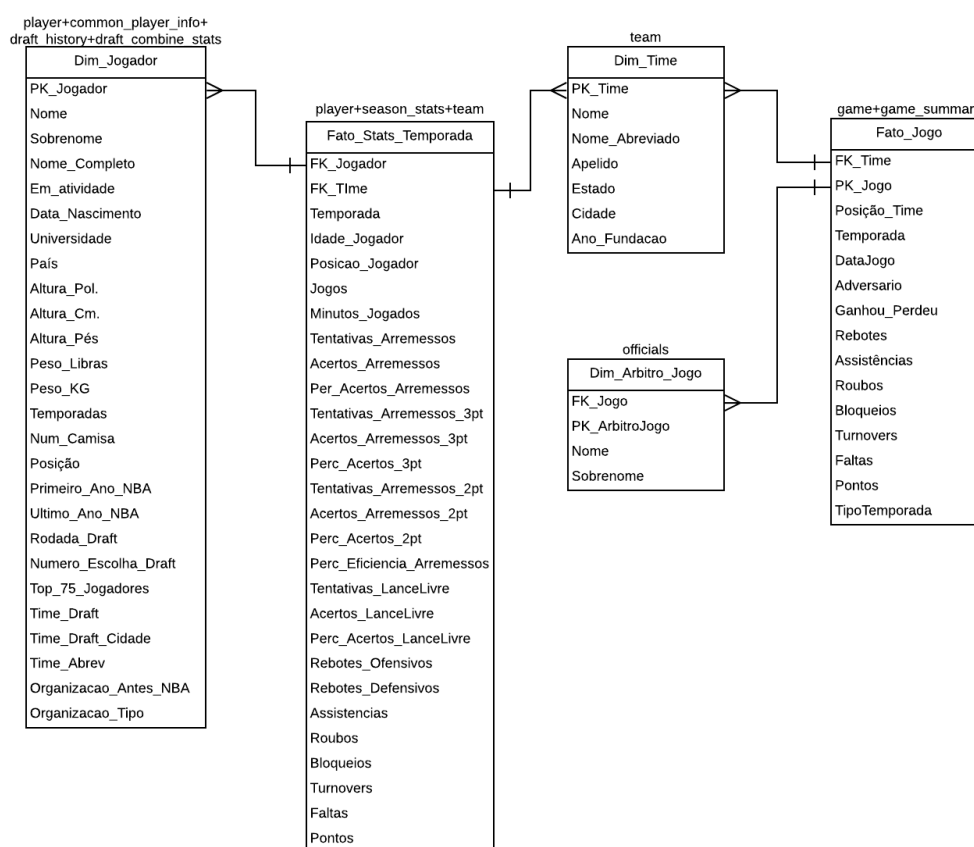 player+common_player_info+
draft_history+draft_combine_stats
Dim_Jogador
PK_Jogador
Nome
Sobrenome
Nome_Completo
Em_atividade
Data_Nascimento
Universidade
País
Altura_Pol.
Altura_Cm.
Altura_Pés
Peso_Libras
Peso_KG
Temporadas
Num_Camisa
Posição
Primeiro_Ano_NBA
Ultimo_Ano_NBA
Rodada_Draft
Numero_Escolha_Draft
Top_75_Jogadores
Time_Draft
Time_Draft_Cidade
Time_Abrev
Organizacao_Antes_NBA
Organizacao_Tipo
player+season_stats+team
Fato_Stats_Temporada
FK_Jogador
FK_TIme
Temporada
Idade_Jogador
Posicao_Jogador
Jogos
Minutos_Jogados
Tentativas_Arremessos
Acertos_Arremessos
Per_Acertos_Arremessos
Tentativas_Arremessos_3pt
Acertos_Arremessos_3pt
Perc_Acertos_3pt
Tentativas_Arremessos_2pt
Acertos_Arremessos_2pt
Perc_Acertos_2pt
Perc_Eficiencia_Arremessos
Tentativas_LanceLivre
Acertos_LanceLivre
Perc_Acertos_LanceLivre
Rebotes_Ofensivos
Rebotes_Defensivos
Assistencias
Roubos
Bloqueios
Turnovers
Faltas
Pontos
team
Dim_Time
PK_Time
Nome
Nome_Abreviado
Apelido
Estado
Cidade
Ano_Fundacao
officials
Dim_Arbitro_Jogo
FK_Jogo
PK_ArbitroJogo
Nome
Sobrenome
game+game_summar
Fato_Jogo
FK_Time
PK_Jogo
Posição_Time
Temporada
DataJogo
Adversario
Ganhou_Perdeu
Rebotes
Assistências
Roubos
Bloqueios
Turnovers
Faltas
Pontos
TipoTemporada